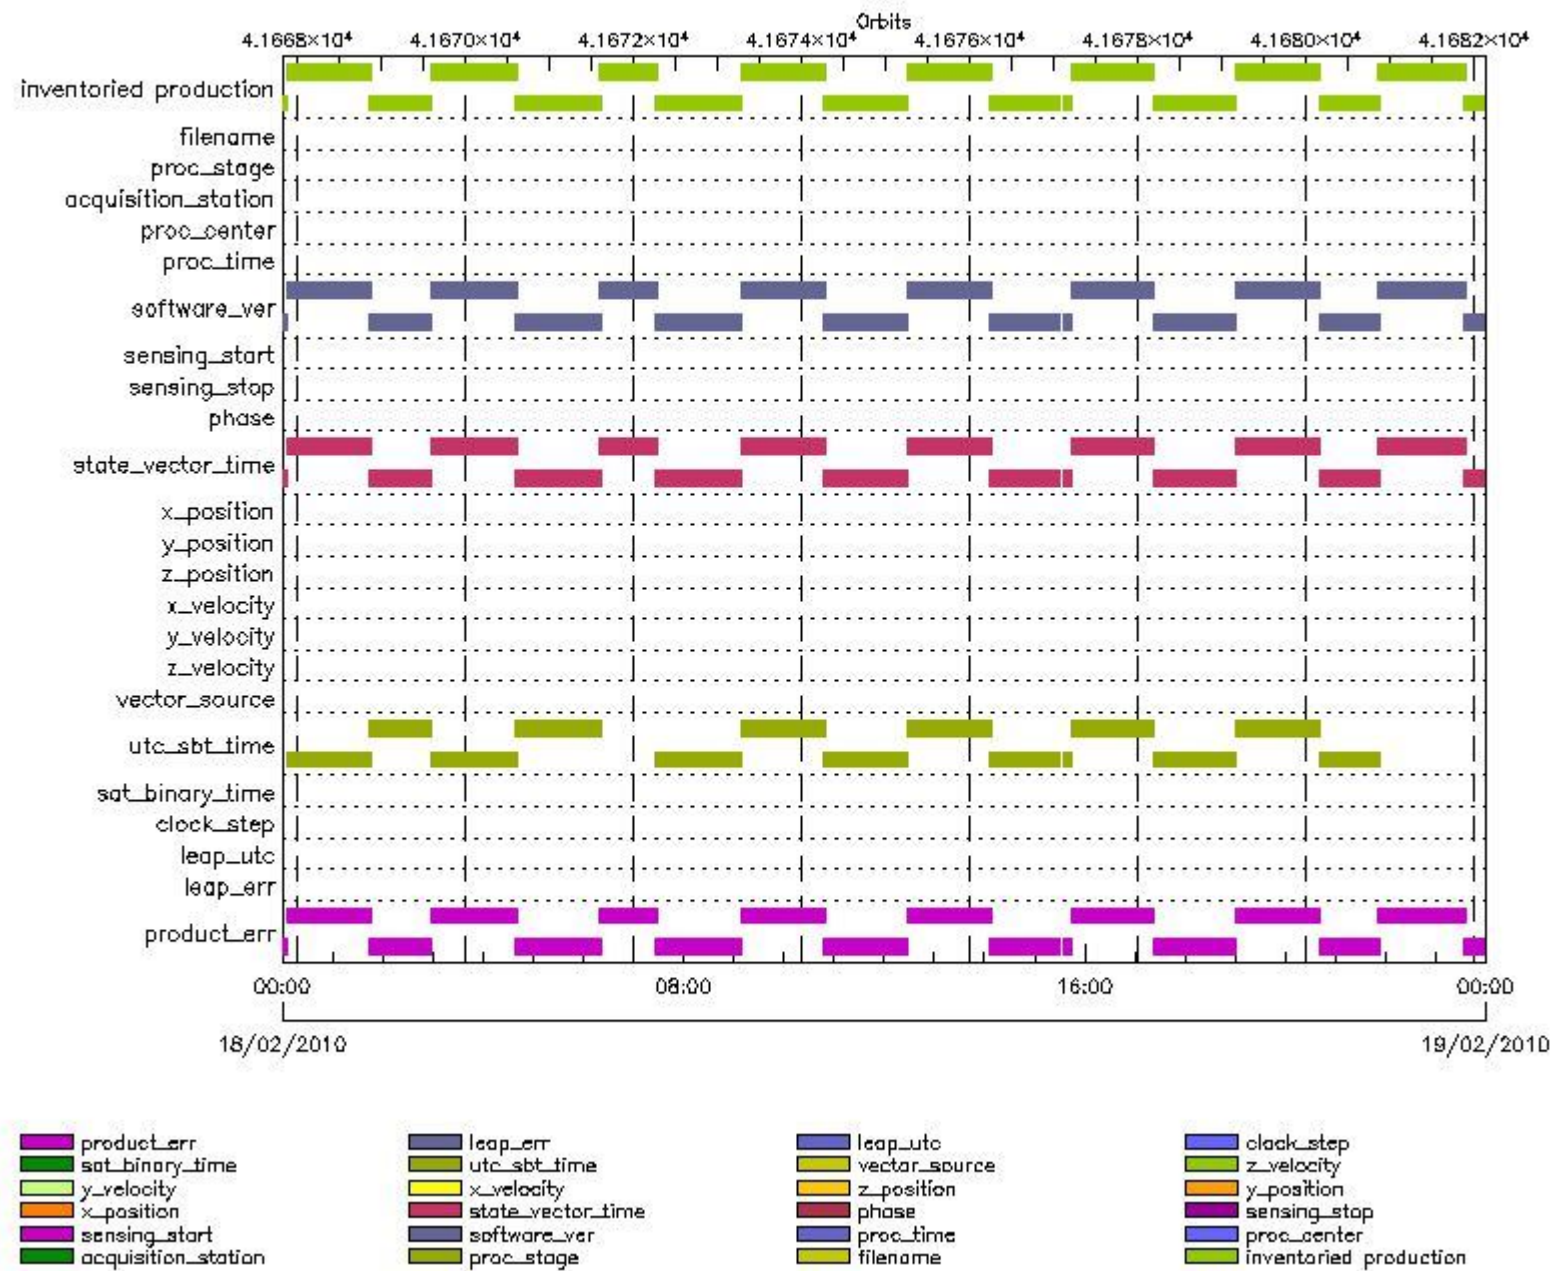 Orbits
4.1668×10⁴ 4.1670×10⁴ 4.1672×10⁴ 4.1674×10⁴ 4.1676×10⁴ 4.1678×10⁴ 4.1680×10⁴ 4.1682×10⁴
inventoried production
filename
proc_stage
acquisition_station
proc_center
proc_time
software_ver
sensing_start
sensing_stop
phase
state_vector_time
x_position
y_position
z_position
x_velocity
y_velocity
z_velocity
vector_source
utc_sbt_time
sat_binary_time
clock_step
leap_utc
leap_err
product_err
00:00 08:00 16:00 00:00
18/02/2010 19/02/2010
product_err leap_err leap_utc clock_step
sat_binary_time utc_sbt_time vector_source z_velocity
y_velocity x_velocity z_position y_position
x_position state_vector_time phase sensing_stop
sensing_start software_ver proc_time proc_center
acquisition_station proc_stage filename inventoried production